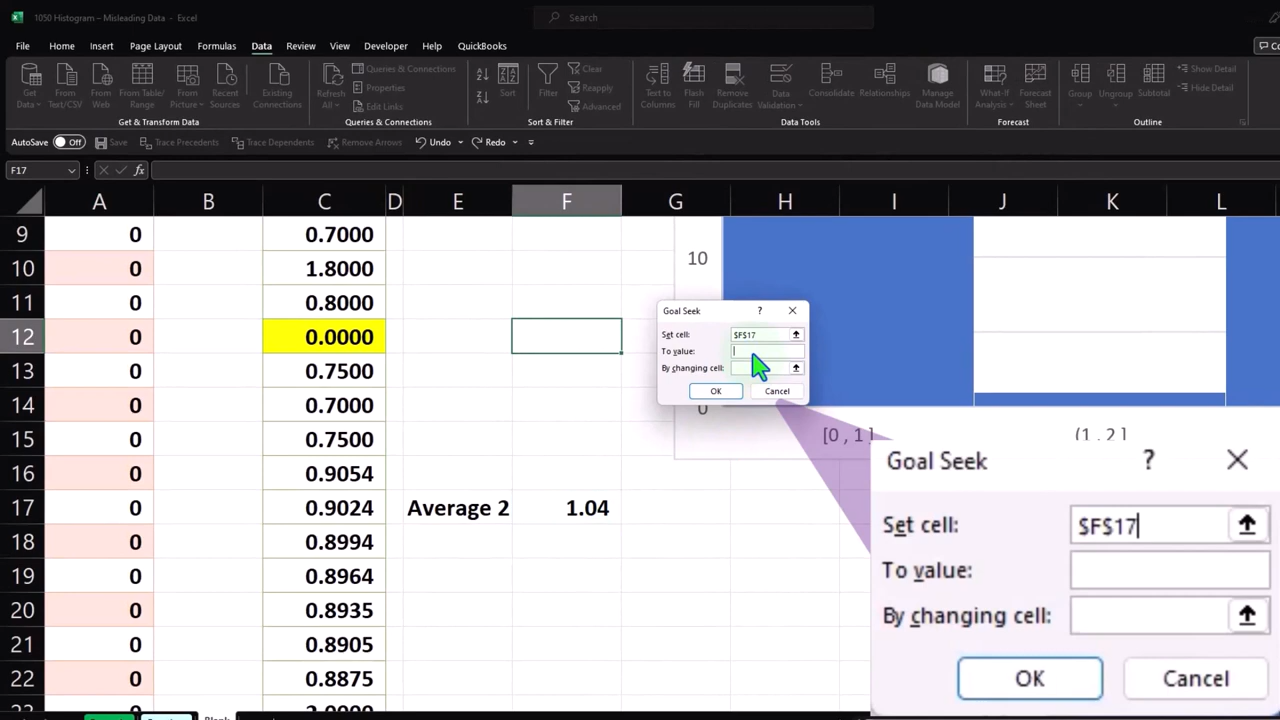 1050 Histogram – Misleading Data - Excel
Search
File Home Insert Page Layout Formulas Data Review View Developer Help QuickBooks
Get Data
From Text/CSV
From Web
From Table/ Range
From Picture
Recent Sources
Existing Connections
Get & Transform Data
Refresh All
Queries & Connections
Properties
Edit Links
Queries & Connections
Sort
Filter
Clear
Reapply
Advanced
Sort & Filter
Text to Columns
Flash Fill
Remove Duplicates
Data Validation
Consolidate
Relationships
Manage Data Model
Data Tools
What-If Analysis
Forecast Sheet
Forecast
Group
Ungroup
Subtotal
Show Detail
Hide Detail
Outline
AutoSave Off Save Trace Precedents Trace Dependents Remove Arrows Undo Redo
F17 fx
A B C D E F G H I J K L
9 0 0.7000
10 0 1.8000
11 0 0.8000
12 0 0.0000
13 0 0.7500
14 0 0.7000
15 0 0.7500
16 0 0.9054
17 0 0.9024 Average 2 1.04
18 0 0.8994
19 0 0.8964
20 0 0.8935
21 0 0.8905
22 0 0.8875
10
0
[0 , 1]
(1 , 2]
Goal Seek ?
Set cell: $F$17
To value:
By changing cell:
OK Cancel
Goal Seek ?
Set cell: $F$17
To value:
By changing cell:
OK Cancel